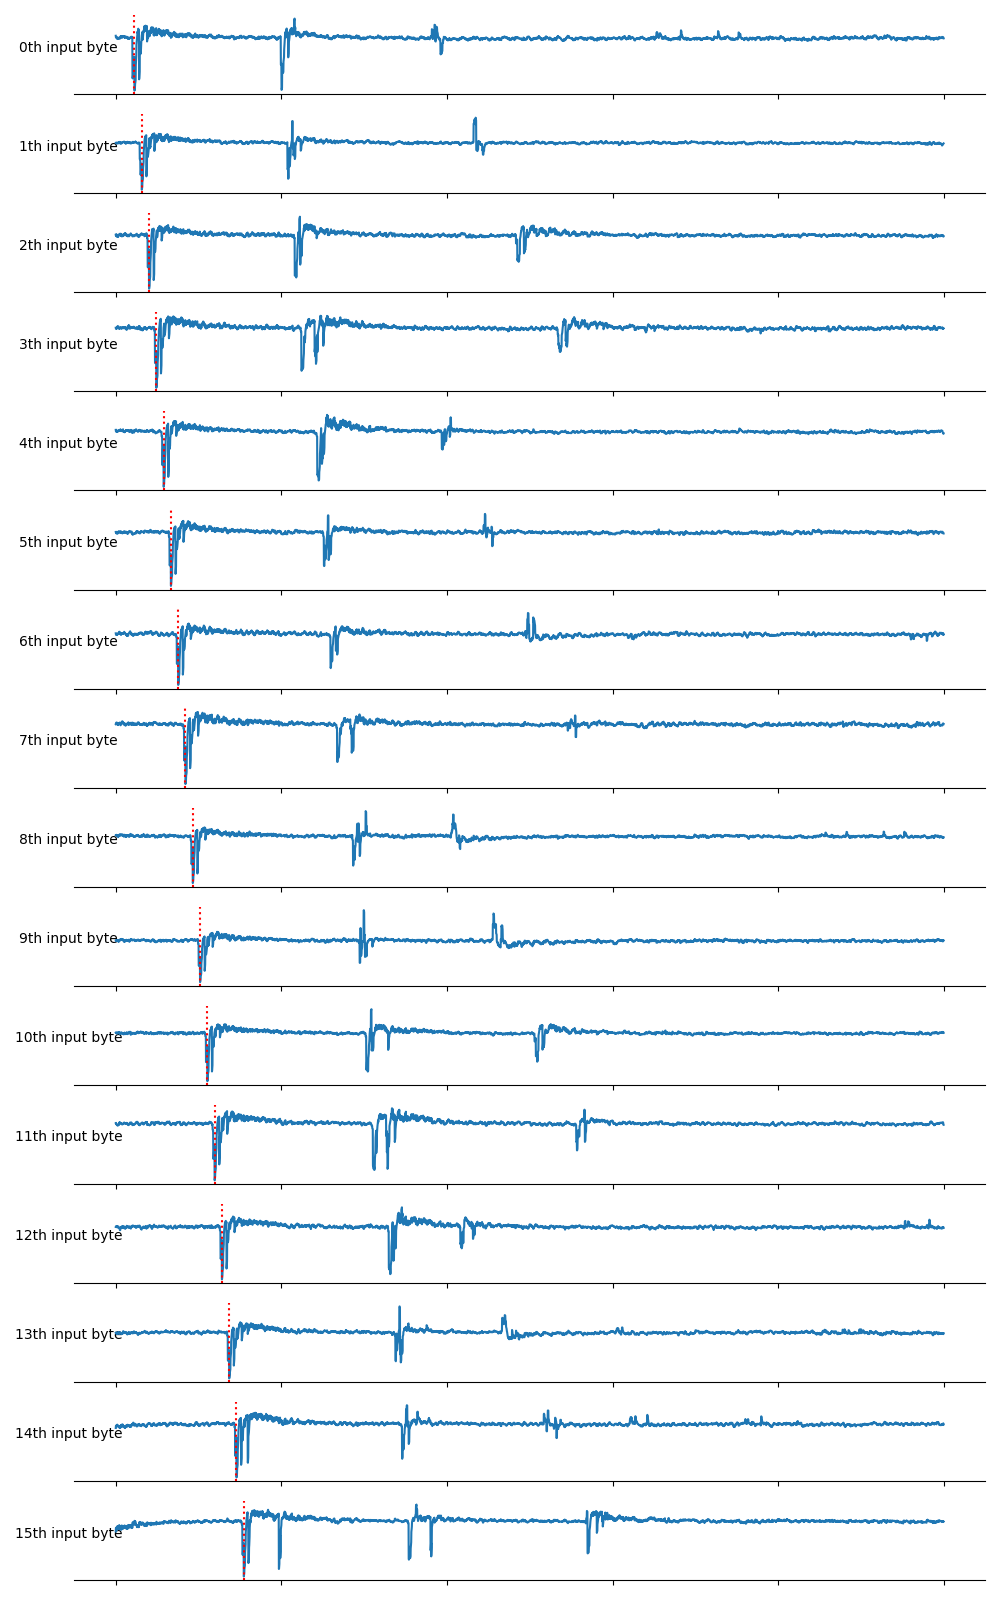 0th input byte
1th input byte
2th input byte
3th input byte
4th input byte
5th input byte
6th input byte
7th input byte
8th input byte
9th input byte
10th input byte
11th input byte
12th input byte
13th input byte
14th input byte
15th input byte